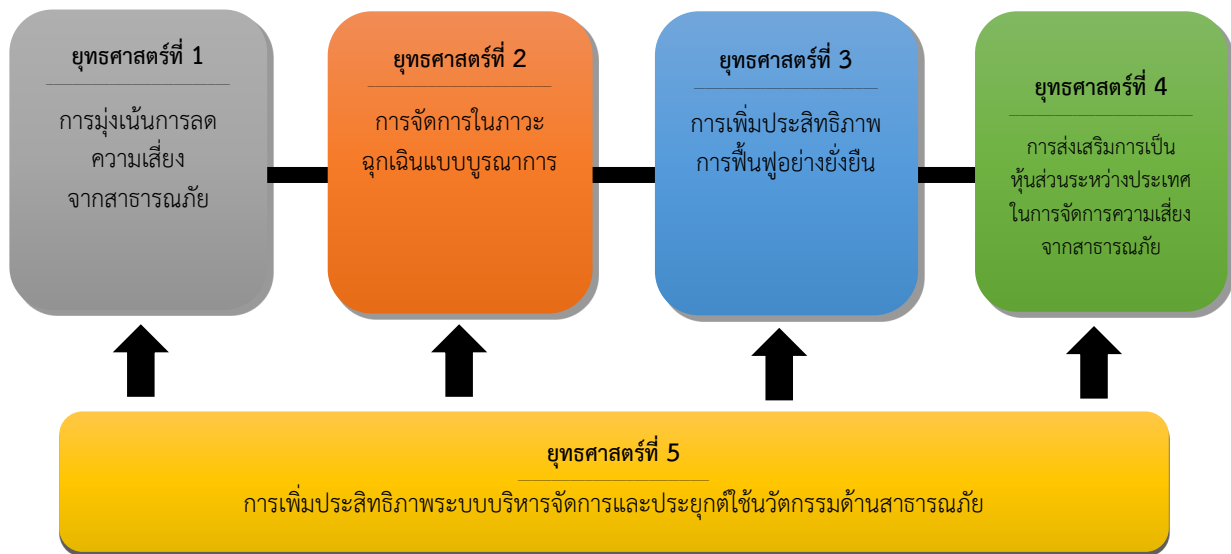 ยุทธศาสตร์ที่ 1
การมุ่งเน้นการลด
ความเสี่ยง
จากสาธารณภัย
ยุทธศาสตร์ที่ 2
การจัดการในภาวะ
ฉุกเฉินแบบบูรณาการ
ยุทธศาสตร์ที่ 3
การเพิ่มประสิทธิภาพ
การฟื้นฟูอย่างยั่งยืน
ยุทธศาสตร์ที่ 4
การส่งเสริมการเป็น
หุ้นส่วนระหว่างประเทศ
ในการจัดการความเสี่ยง
จากสาธารณภัย
ยุทธศาสตร์ที่ 5
การเพิ่มประสิทธิภาพระบบบริหารจัดการและประยุกต์ใช้นวัตกรรมด้านสาธารณภัย